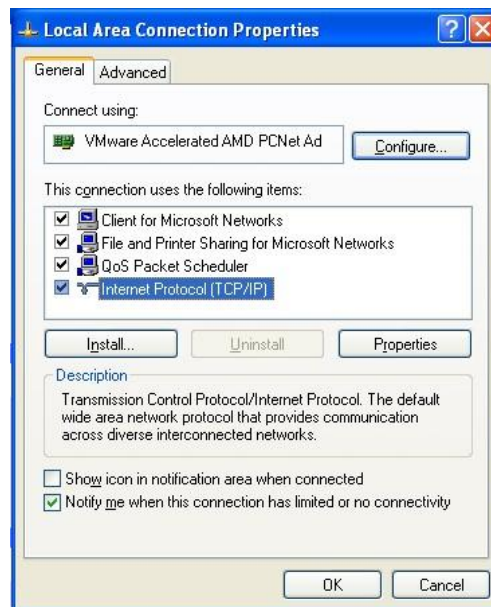 Local Area Connection Properties
General Advanced
Connect using:
VMware Accelerated AMD PCNet Ad
Configure...
This connection uses the following items:
Client for Microsoft Networks
File and Printer Sharing for Microsoft Networks
QoS Packet Scheduler
Internet Protocol (TCP/IP)
Install... Uninstall Properties
Description
Transmission Control Protocol/Internet Protocol. The default
wide area network protocol that provides communication
across diverse interconnected networks.
Show icon in notification area when connected
Notify me when this connection has limited or no connectivity
OK Cancel